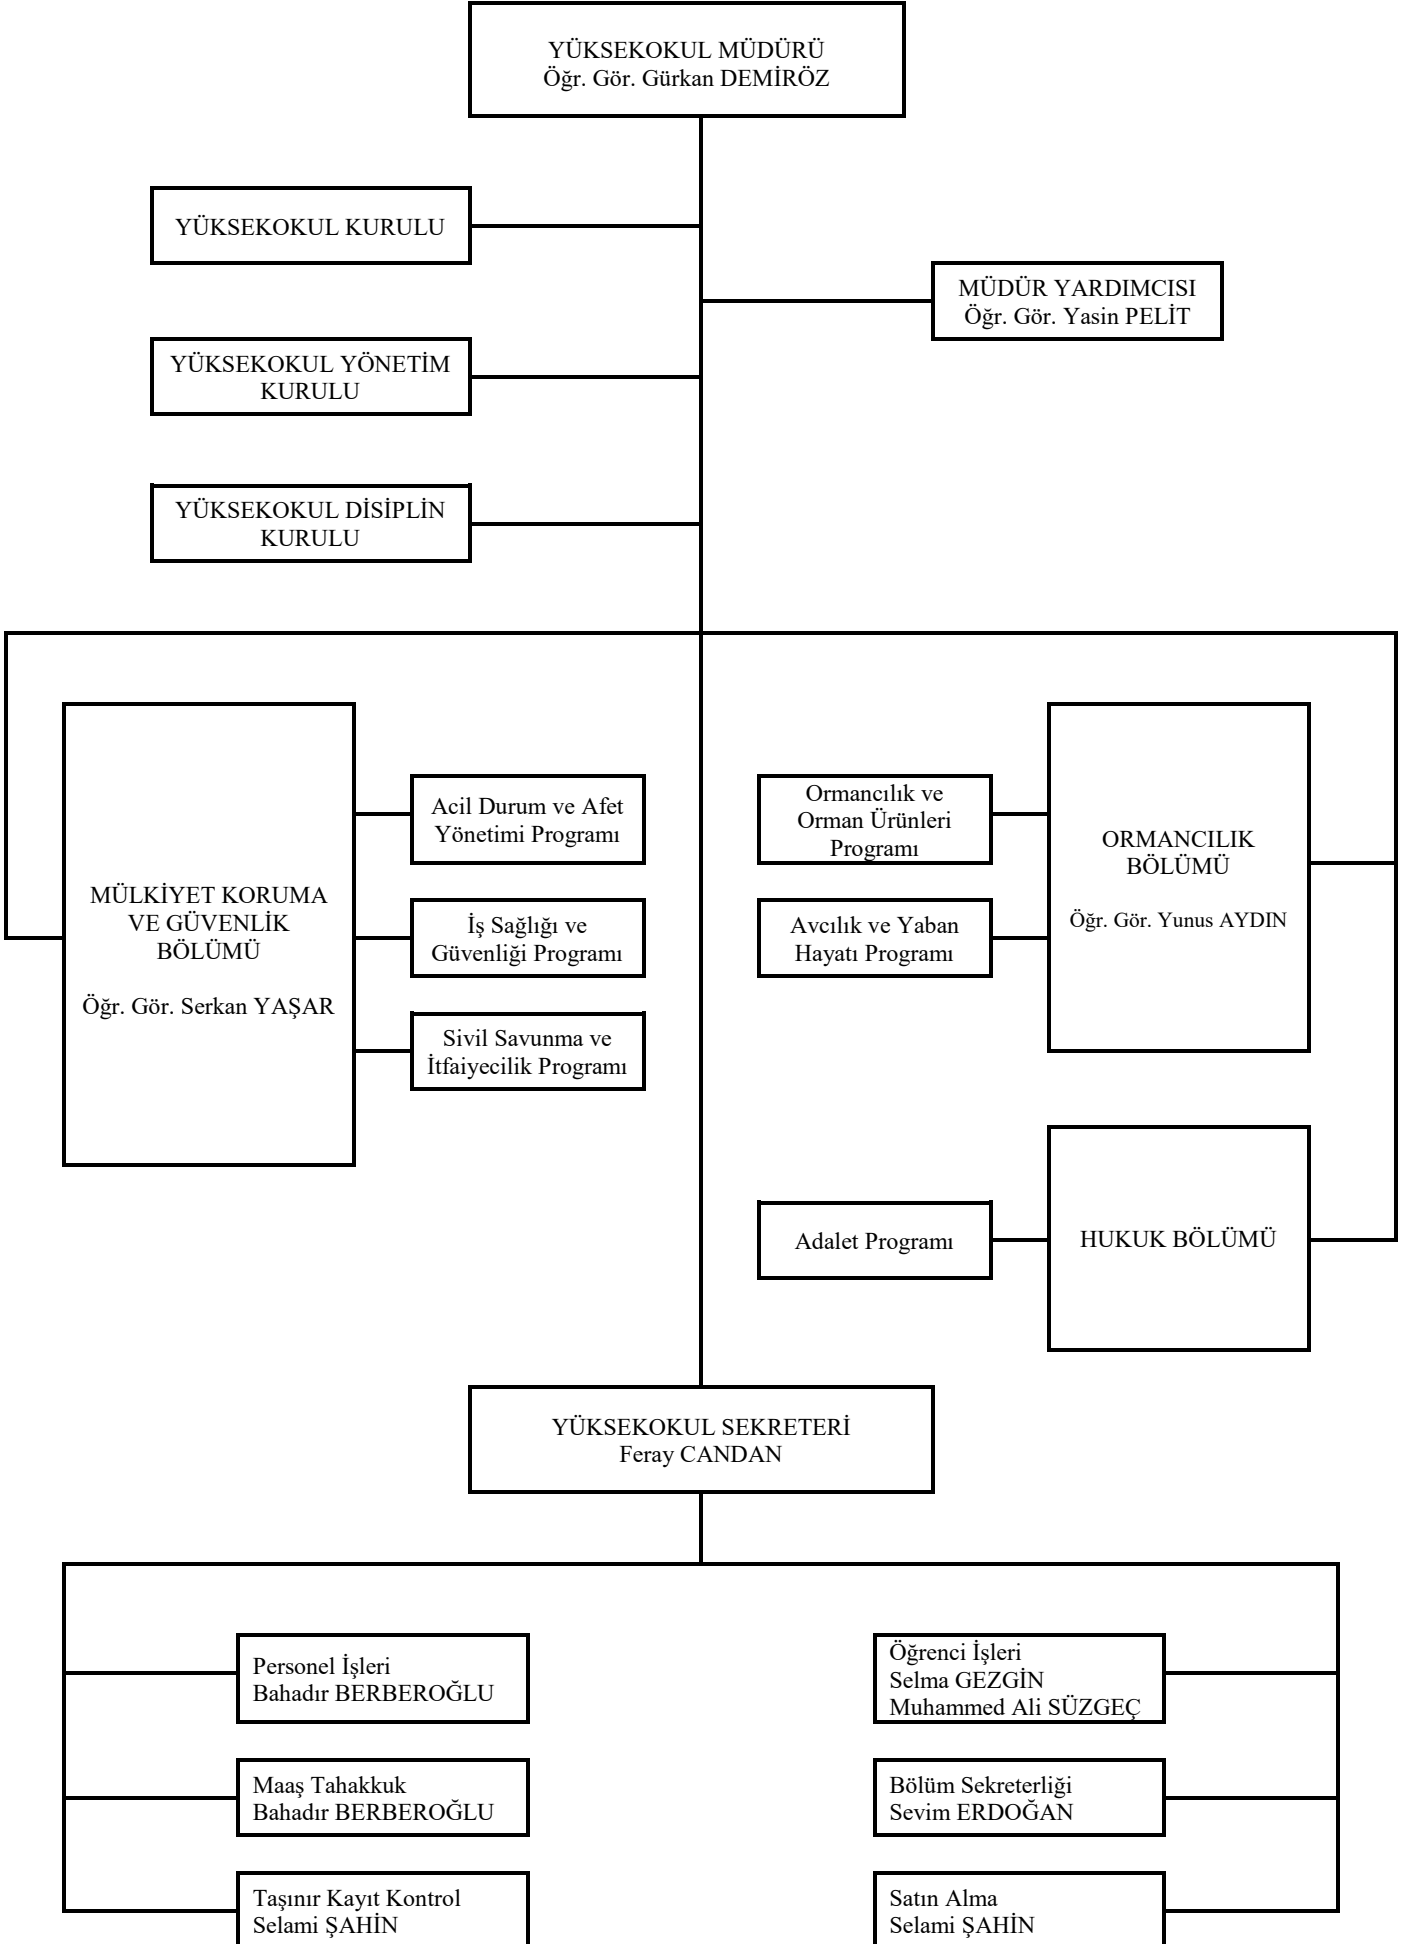 YÜKSEKOKUL MÜDÜRÜ
Öğr. Gör. Gürkan DEMİRÖZ
YÜKSEKOKUL KURULU
MÜDÜR YARDIMCISI
Öğr. Gör. Yasin PELİT
YÜKSEKOKUL YÖNETİM
KURULU
YÜKSEKOKUL DİSİPLİN
KURULU
MÜLKİYET KORUMA
VE GÜVENLİK
BÖLÜMÜ
Öğr. Gör. Serkan YAŞAR
Acil Durum ve Afet
Yönetimi Programı
İş Sağlığı ve
Güvenliği Programı
Sivil Savunma ve
İtfaiyecilik Programı
Ormancılık ve
Orman Ürünleri
Programı
Avcılık ve Yaban
Hayatı Programı
ORMANCILIK
BÖLÜMÜ
Öğr. Gör. Yunus AYDIN
Adalet Programı
HUKUK BÖLÜMÜ
YÜKSEKOKUL SEKRETERİ
Feray CANDAN
Personel İşleri
Bahadır BERBEROĞLU
Maaş Tahakkuk
Bahadır BERBEROĞLU
Taşınır Kayıt Kontrol
Selami ŞAHİN
Öğrenci İşleri
Selma GEZGİN
Muhammed Ali SÜZGEÇ
Bölüm Sekreterliği
Sevim ERDOĞAN
Satın Alma
Selami ŞAHİN